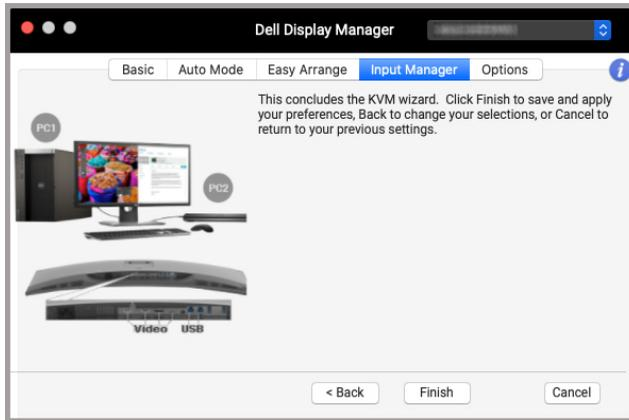 Dell Display Manager
Basic
Auto Mode
Easy Arrange
Input Manager
Options
i
This concludes the KVM wizard. Click Finish to save and apply
your preferences, Back to change your selections, or Cancel to
return to your previous settings.
PC1
PC2
Video
USB
< Back
Finish
Cancel